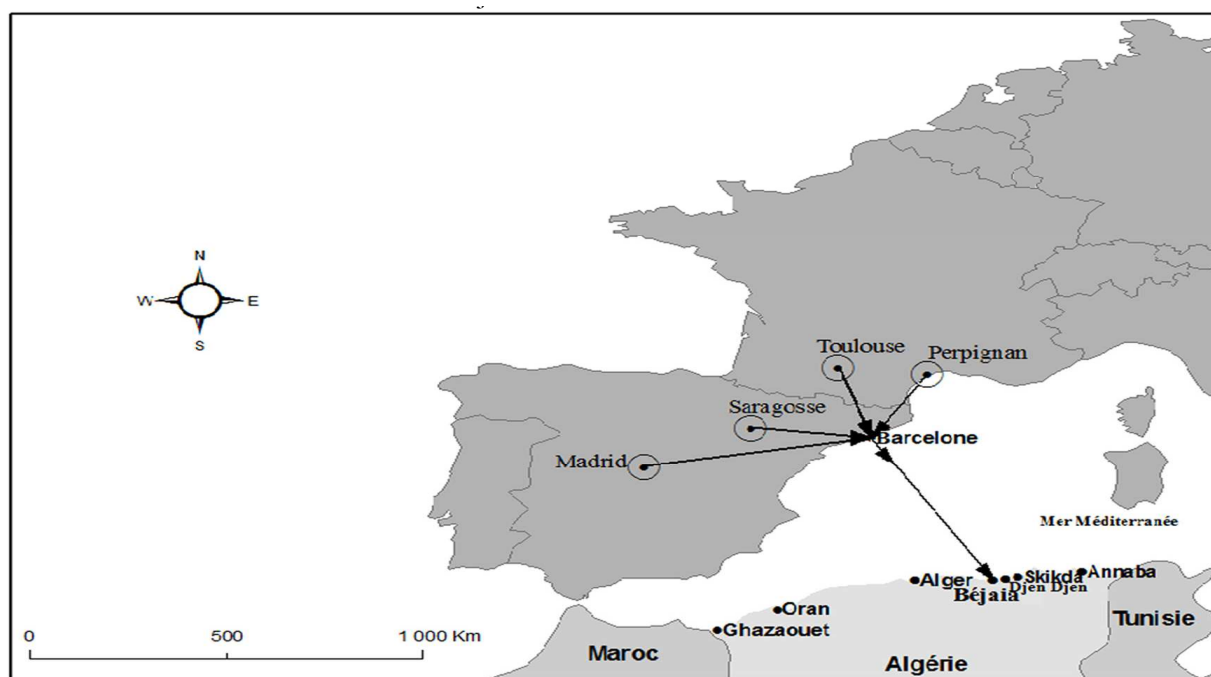 N
W E
S
Toulouse
Perpignan
Saragosse
Barcelone
Madrid
Mer Méditerranée
Alger
Béjaia
Djen Djen
Skikda
Annaba
Oran
Ghazaouet
Tunisie
Maroc
Algérie
0 500 1 000 Km